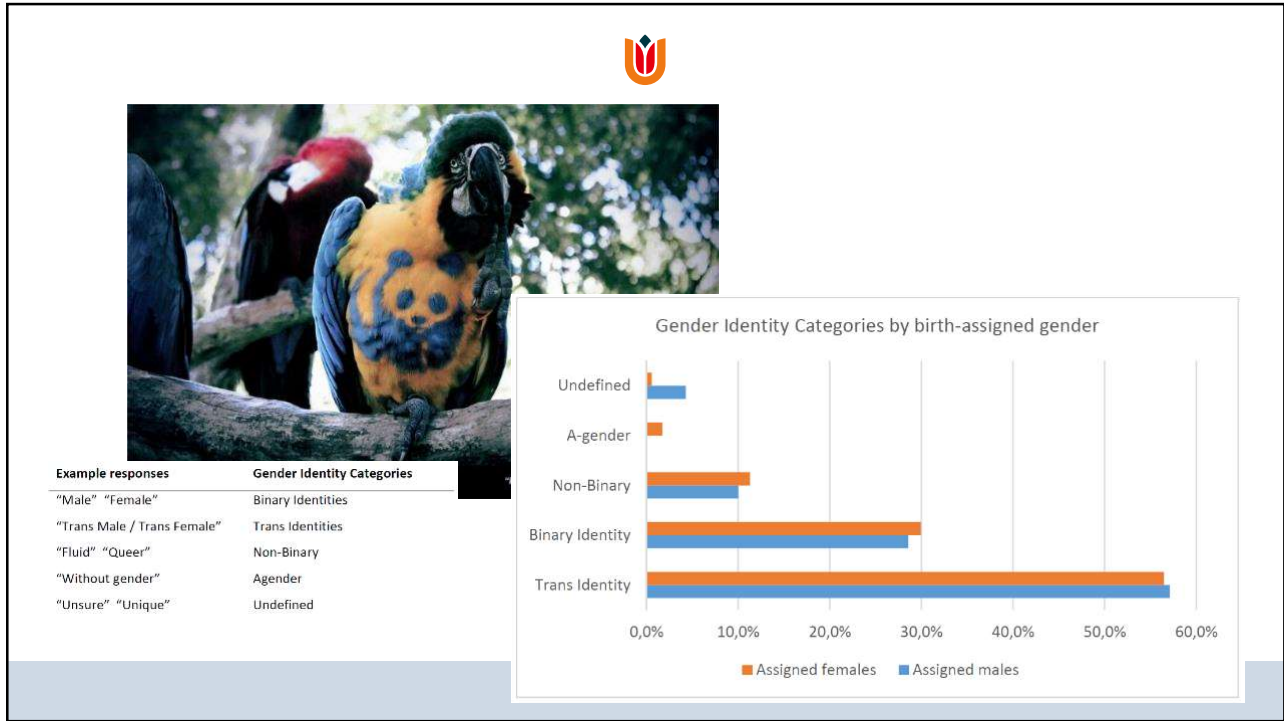 Example responses Gender Identity Categories
“Male” “Female” Binary Identities
“Trans Male / Trans Female” Trans Identities
“Fluid” “Queer” Non-Binary
“Without gender” Agender
“Unsure” “Unique” Undefined
Gender Identity Categories by birth-assigned gender
Undefined
A-gender
Non-Binary
Binary Identity
Trans Identity
0,0% 10,0% 20,0% 30,0% 40,0% 50,0% 60,0%
Assigned females Assigned males